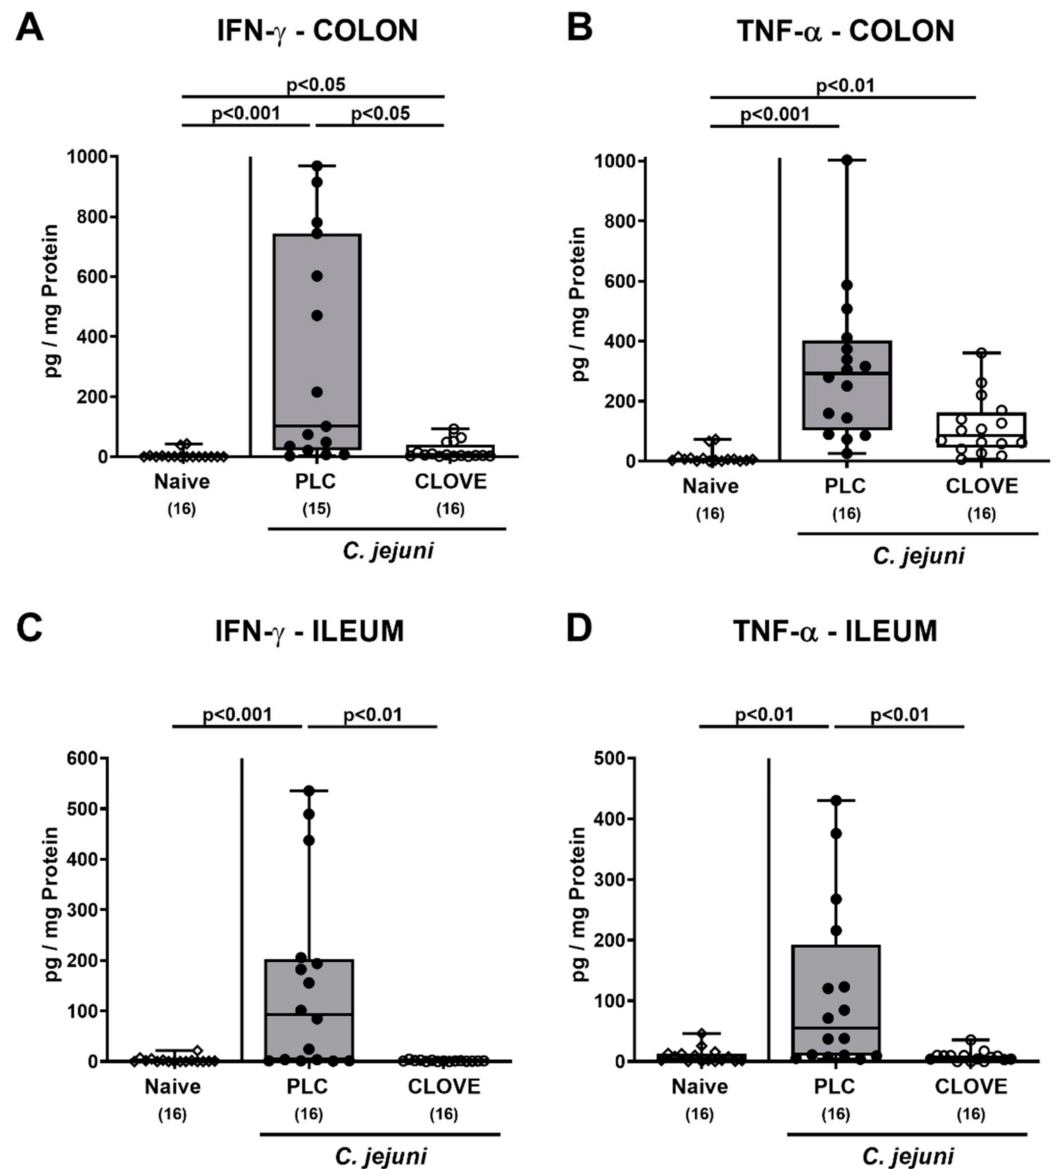 A
IFN-γ - COLON
p<0.05
p<0.001
p<0.05
pg / mg Protein
1000
800
600
400
200
0
Naive
PLC
CLOVE
(16)
(15)
(16)
C. jejuni
B
TNF-α - COLON
p<0.01
p<0.001
pg / mg Protein
1000
800
600
400
200
0
Naive
PLC
CLOVE
(16)
(16)
(16)
C. jejuni
C
IFN-γ - ILEUM
p<0.001
p<0.01
pg / mg Protein
600
500
400
300
200
100
0
Naive
PLC
CLOVE
(16)
(16)
(16)
C. jejuni
D
TNF-α - ILEUM
p<0.01
p<0.01
pg / mg Protein
500
400
300
200
100
0
Naive
PLC
CLOVE
(16)
(16)
(16)
C. jejuni